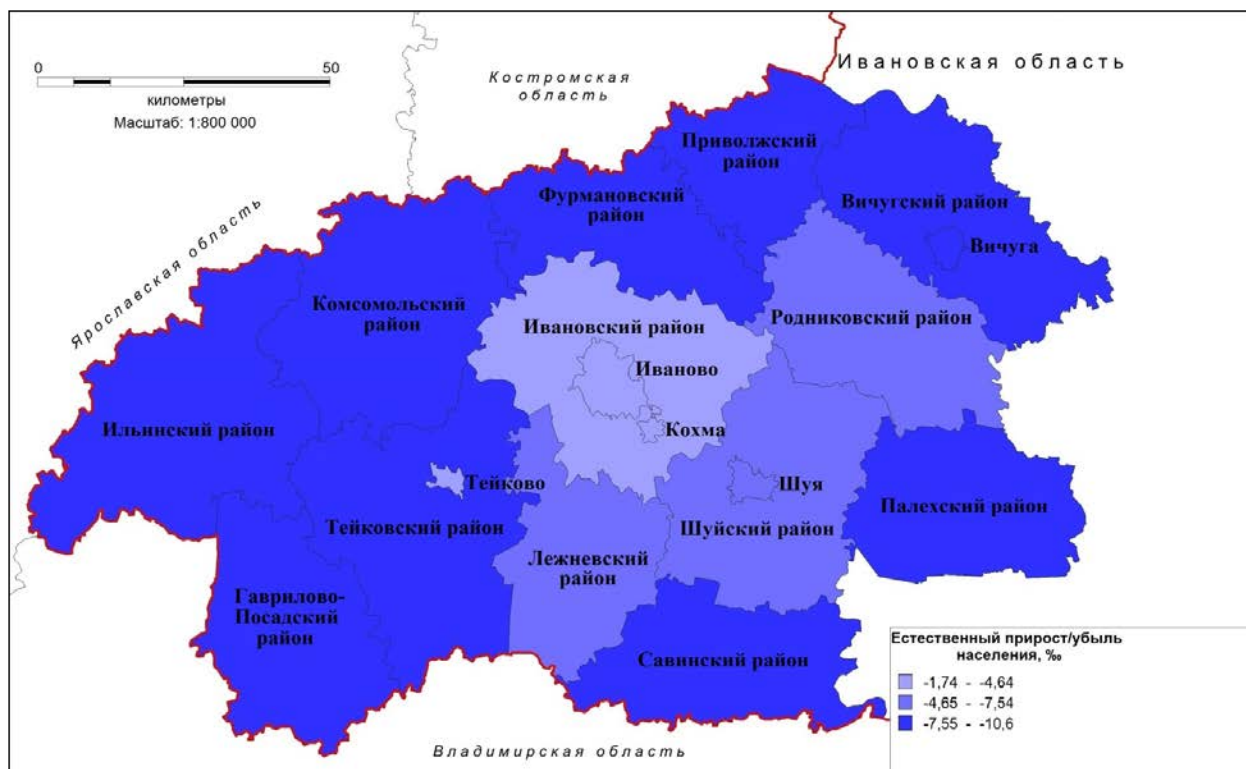 0 50
километры
Масштаб: 1:800 000
Костромская
область
Ивановская область
Ярославская область
Приволжский
район
Фурмановский
район
Вичугский район
Вичуга
Комсомольский
район
Ивановский район
Родниковский район
Иваново
Кохма
Ильинский район
Тейково
Шуя
Тейковский район
Шуйский район
Палехский район
Лежневский
район
Гаврилово-
Посадский
район
Савинский район
Естественный прирост/убыль
населения, ‰
-1,74 - -4,64
-4,65 - -7,54
-7,55 - -10,6
Владимирская область